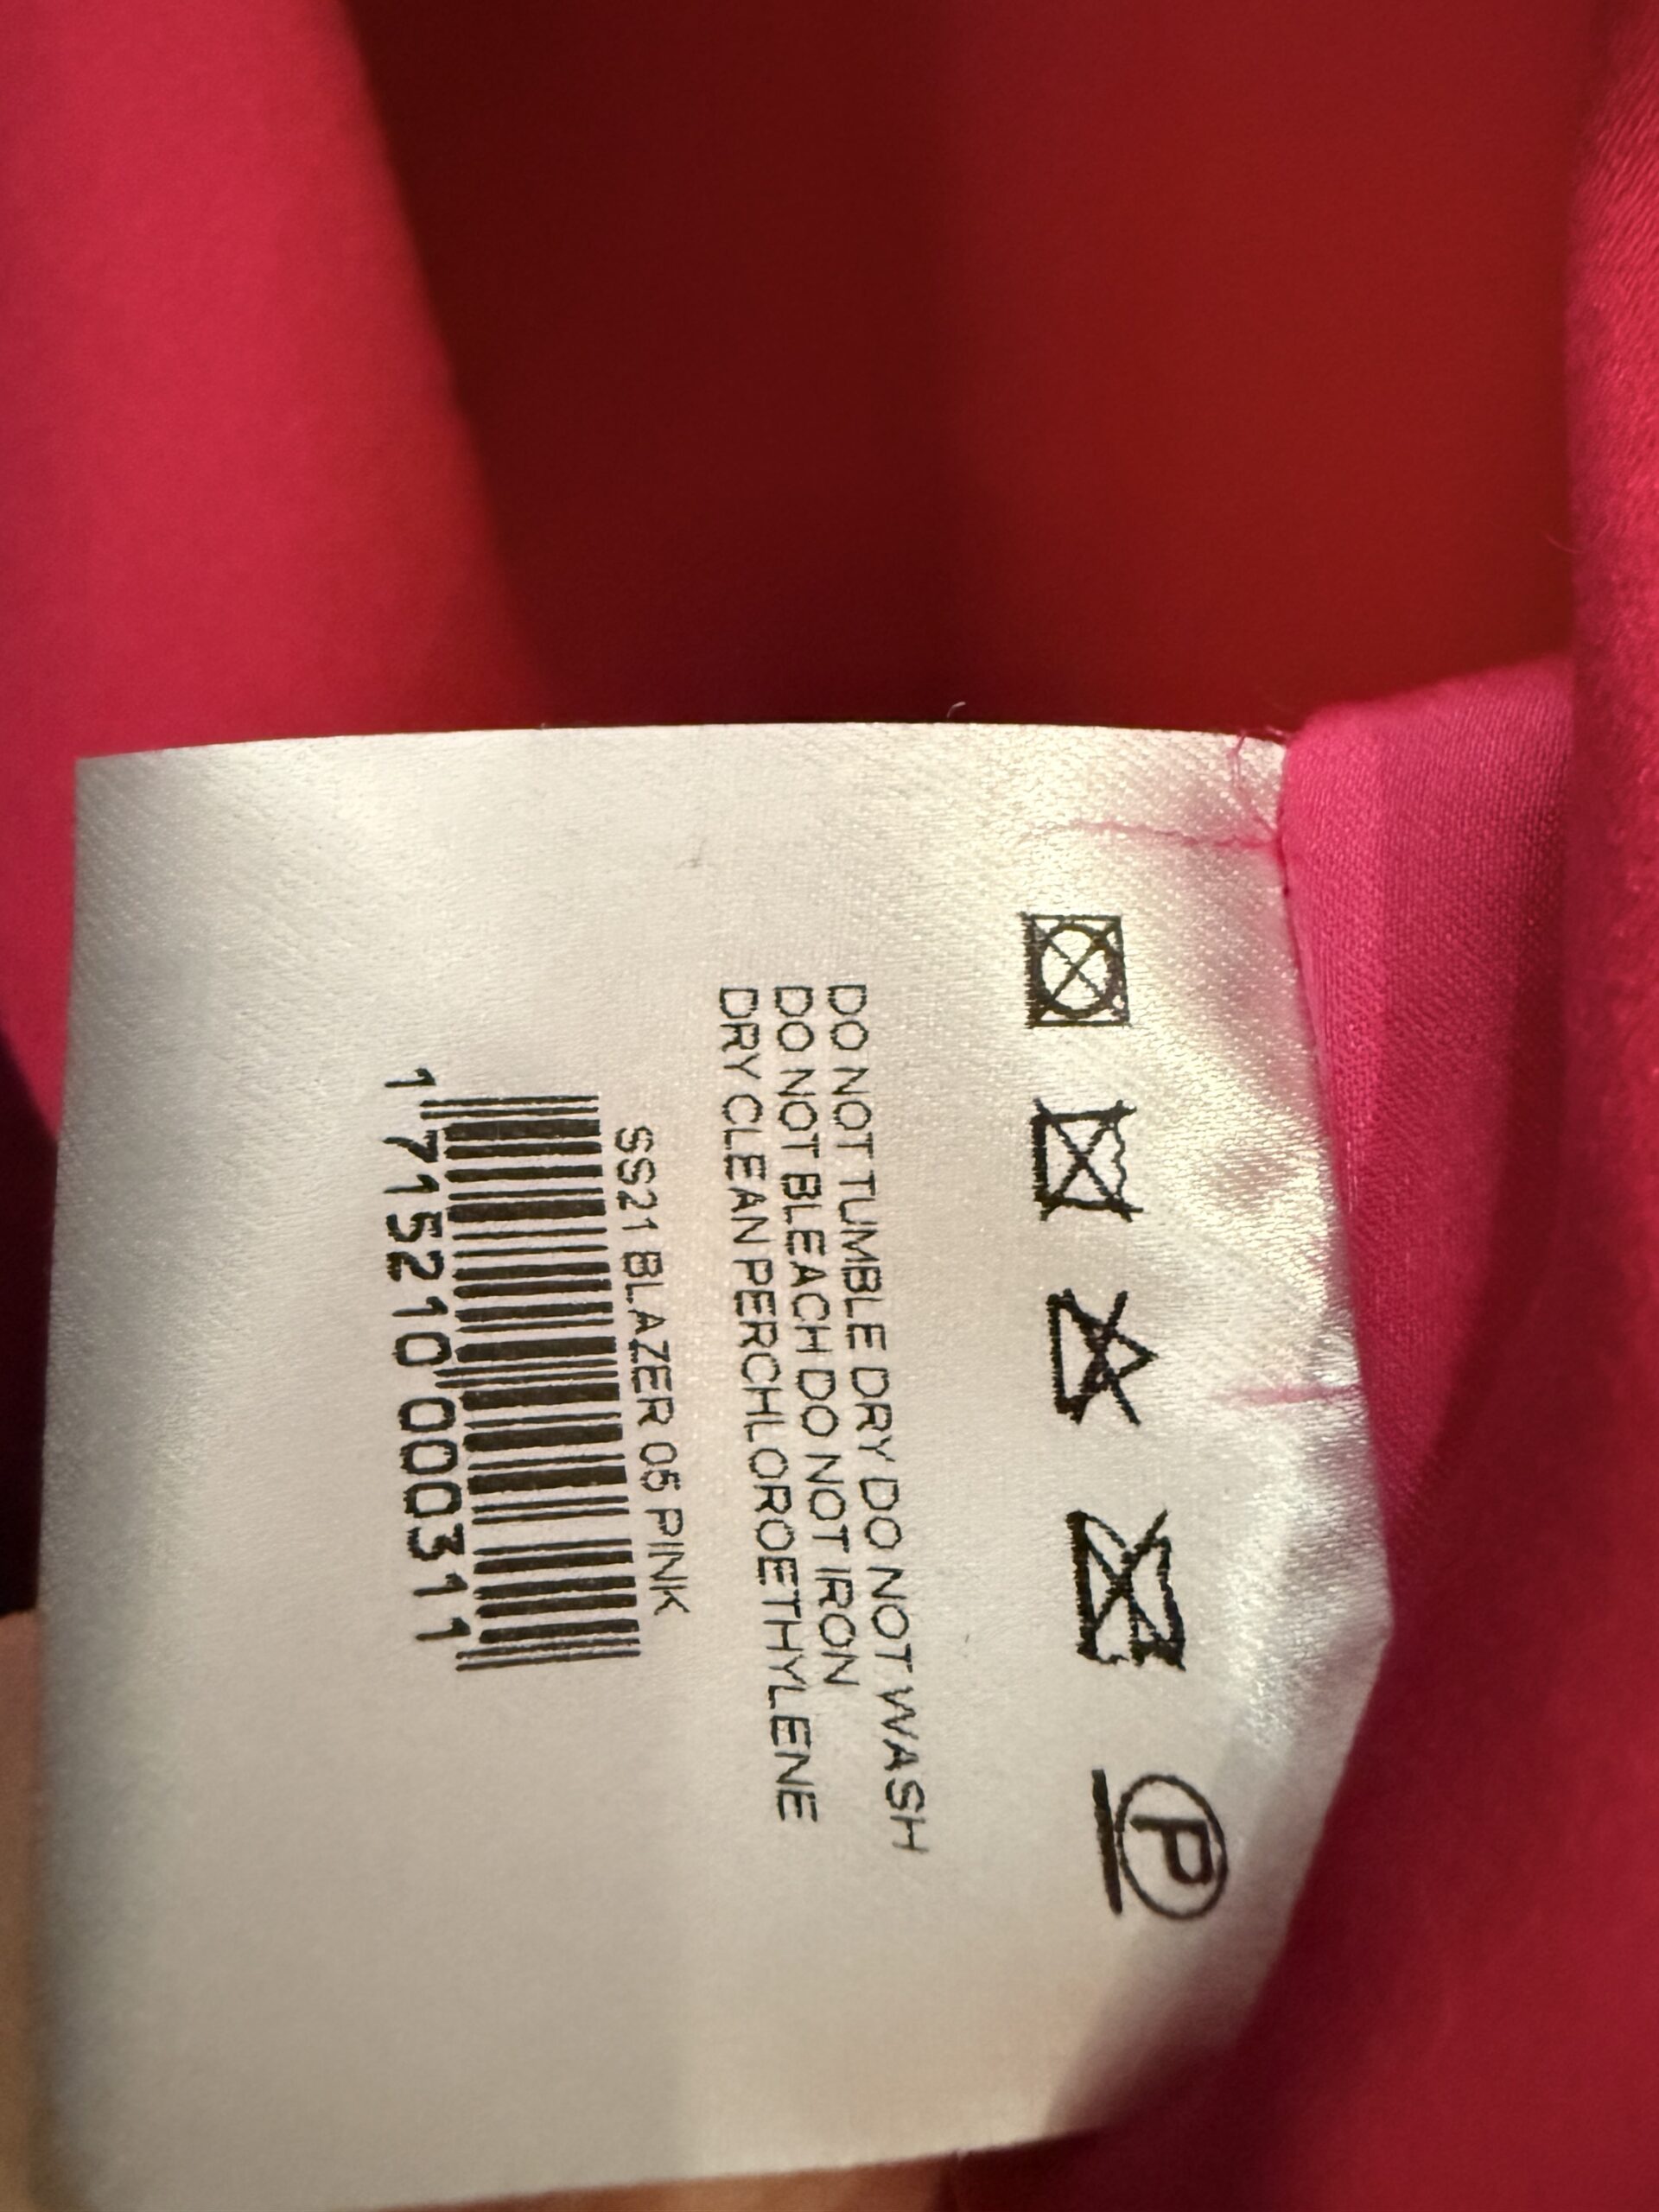 P
DO NOT TUMBLE DRY DO NOT WASH
DO NOT BLEACH DO NOT IRON
DRY CLEAN PERCHLOROETHYLENE
SS21 BLAZER 05 PINK
1 715210 000311